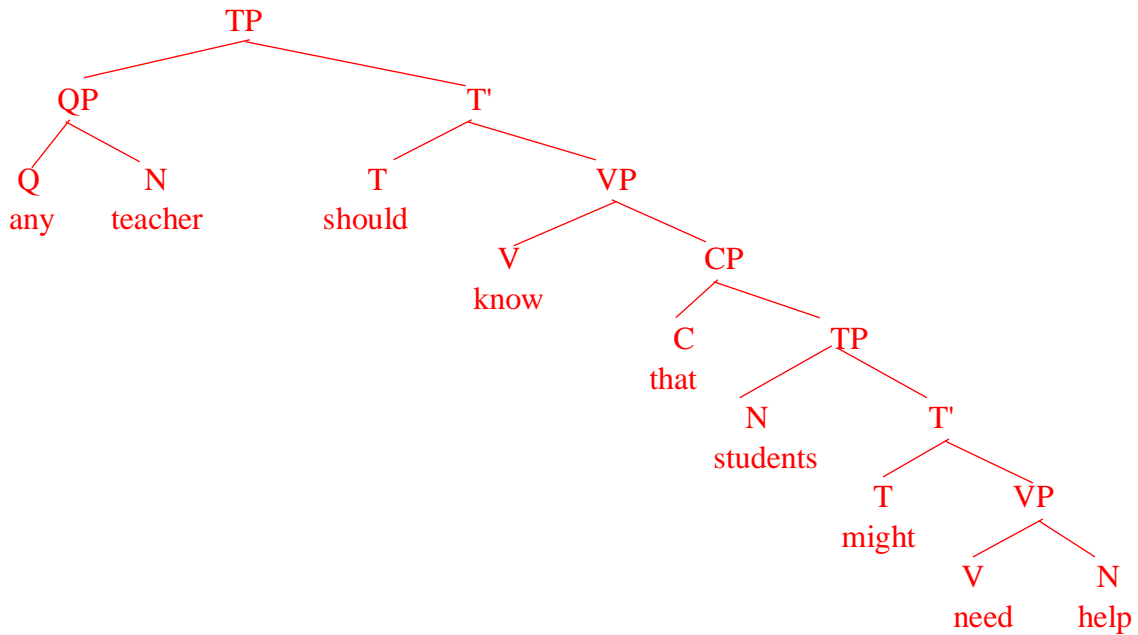 TP
QP T'
Q N T VP
any teacher should
V CP
know
C TP
that
N T'
students
T VP
might
V N
need help